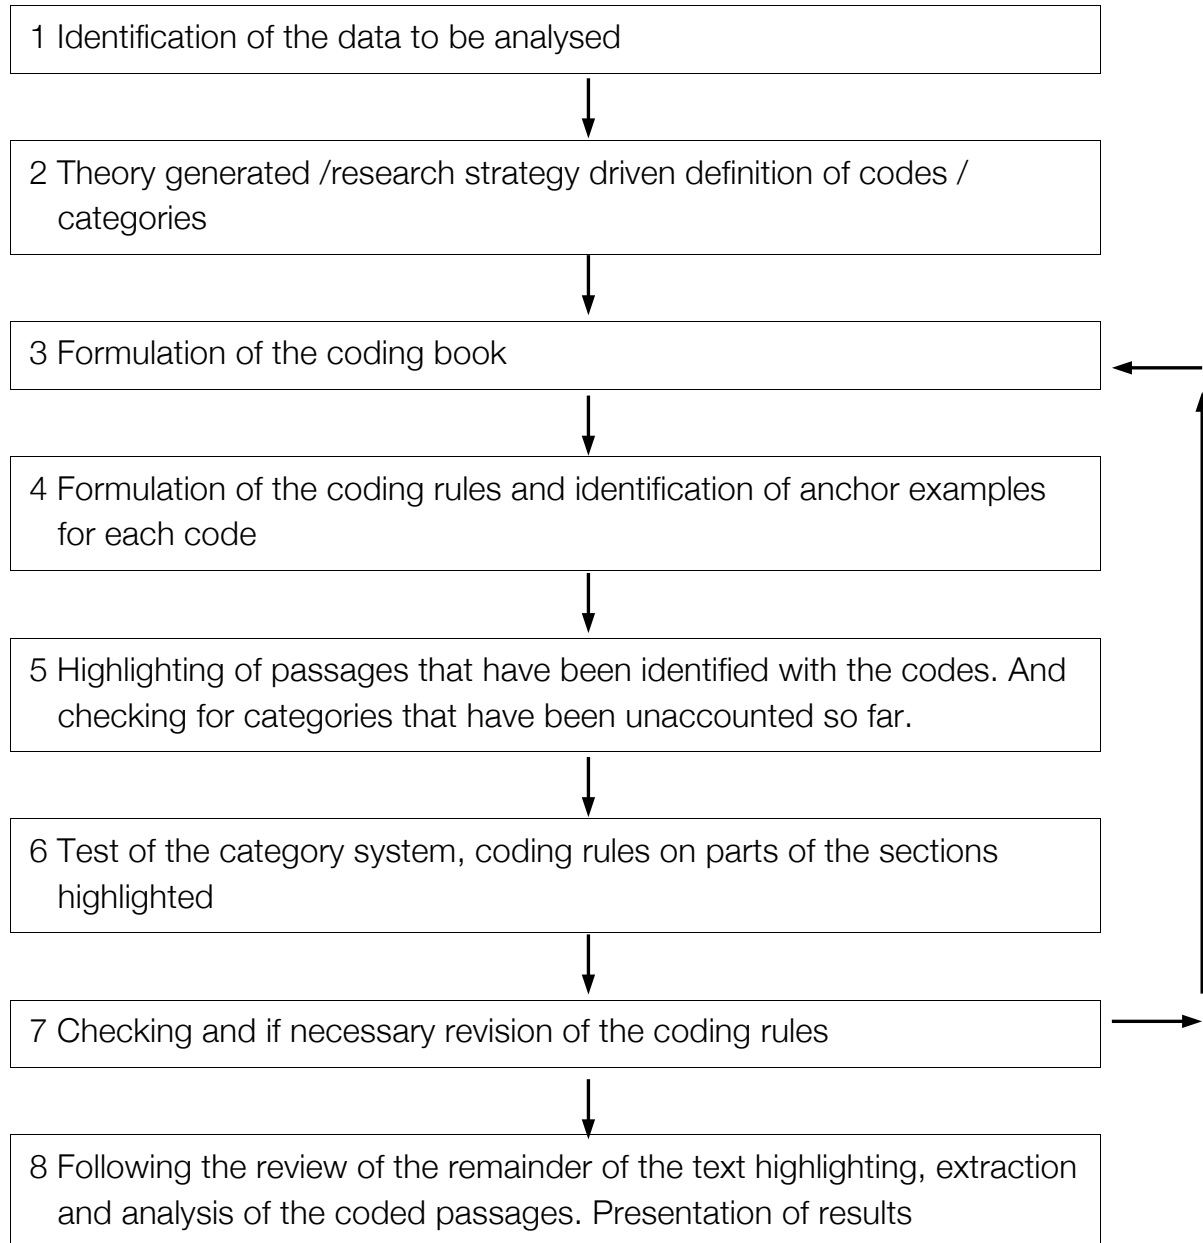 1 Identification of the data to be analysed
2 Theory generated /research strategy driven definition of codes /
categories
3 Formulation of the coding book
4 Formulation of the coding rules and identification of anchor examples
for each code
5 Highlighting of passages that have been identified with the codes. And
checking for categories that have been unaccounted so far.
6 Test of the category system, coding rules on parts of the sections
highlighted
7 Checking and if necessary revision of the coding rules
8 Following the review of the remainder of the text highlighting, extraction
and analysis of the coded passages. Presentation of results